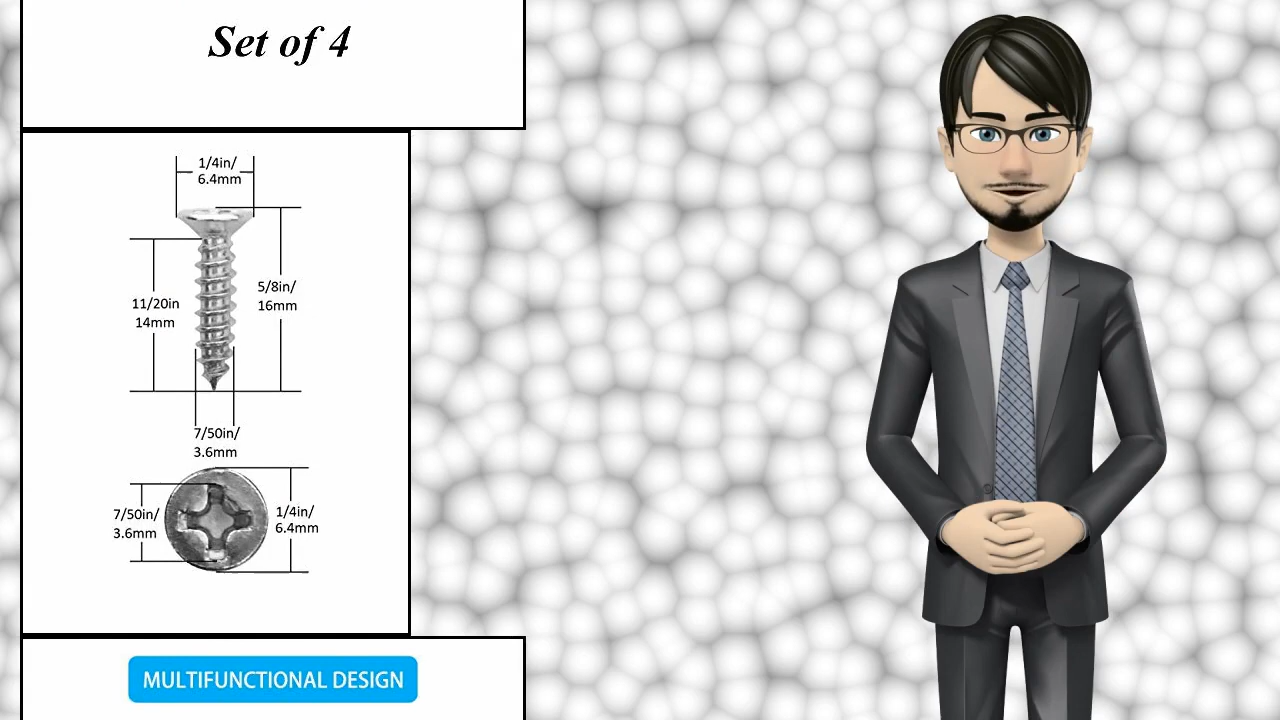 Set of 4
1/4in/
6.4mm
11/20in
14mm
5/8in/
16mm
7/50in/
3.6mm
7/50in/
3.6mm
1/4in/
6.4mm
MULTIFUNCTIONAL DESIGN